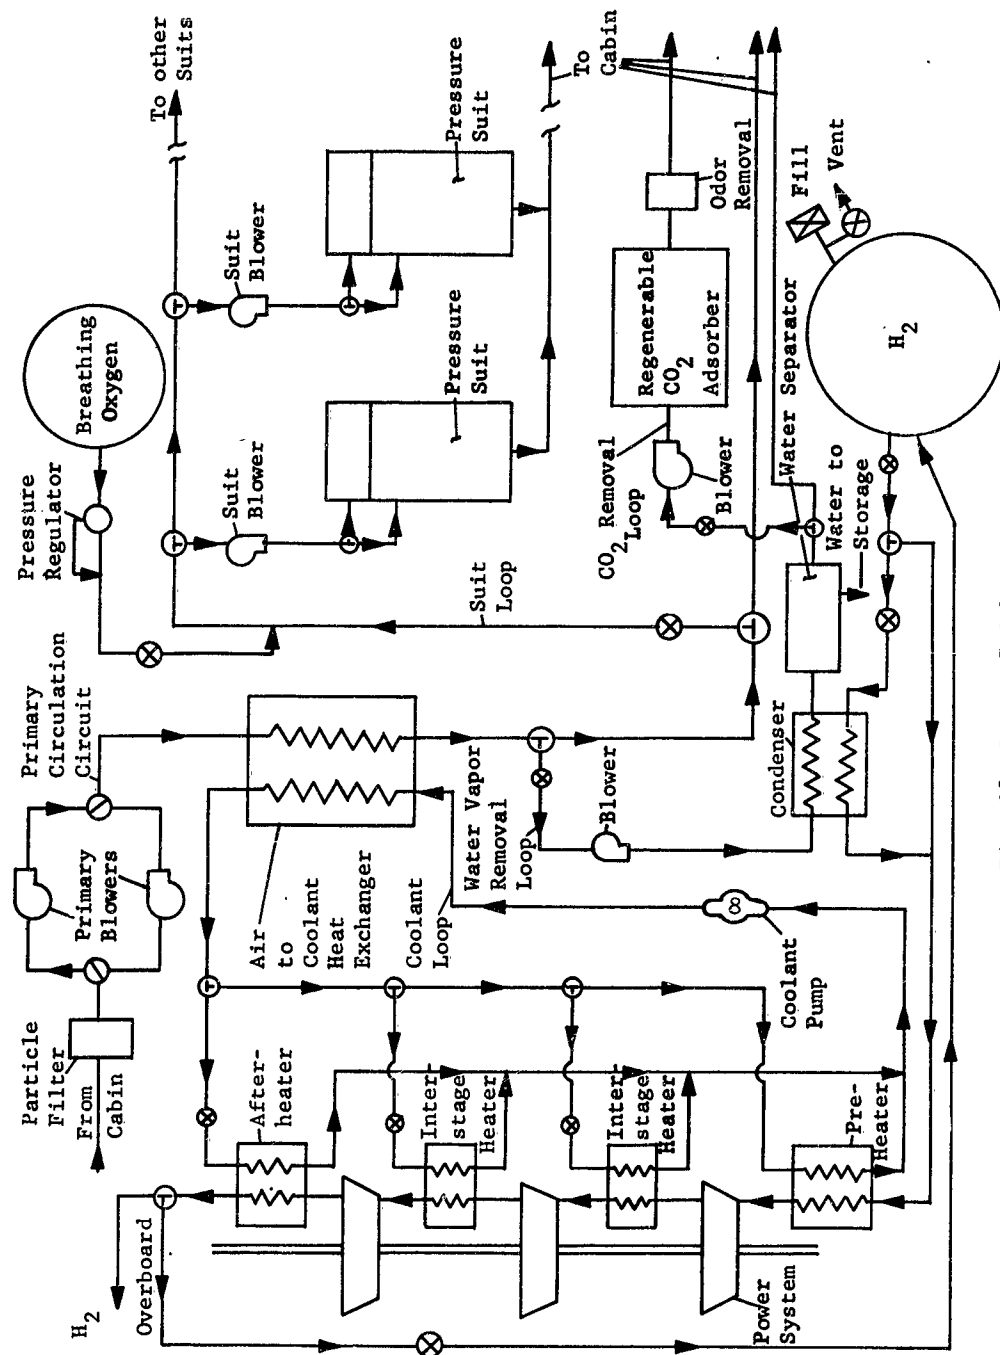 To other
Suits
Breathing
Oxygen
Pressure
Regulator
Suit
Blower
Suit
Blower
Pressure
Suit
Pressure
Suit
To
Cabin
Suit
Loop
Primary
Circulation
Circuit
Primary
Blowers
Particle
Filter
From
Cabin
Air
to
Coolant
Heat
Exchanger
Coolant
Loop
Water Vapor
Removal
Loop
Blower
Condenser
CO2 Removal
Loop
Blower
Regenerable
CO2
Adsorber
Odor
Removal
Water Separator
Water to
Storage
Fill
Vent
H2
Coolant
Pump
After-
heater
Inter-
stage
Heater
Inter-
stage
Heater
Pre-
Heater
Power
System
H2
Overboard